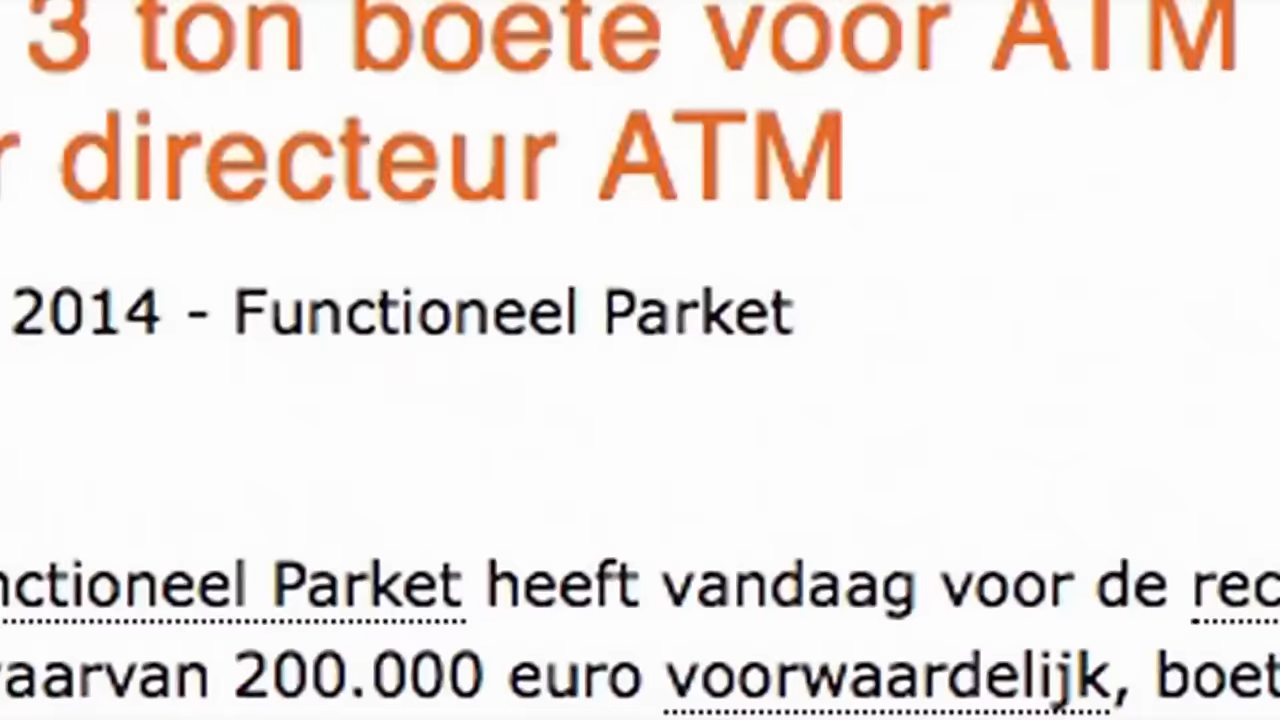 3 ton boete voor ATM
r directeur ATM
2014 - Functioneel Parket
nctioneel Parket heeft vandaag voor de rec
vaarvan 200.000 euro voorwaardelijk, boet